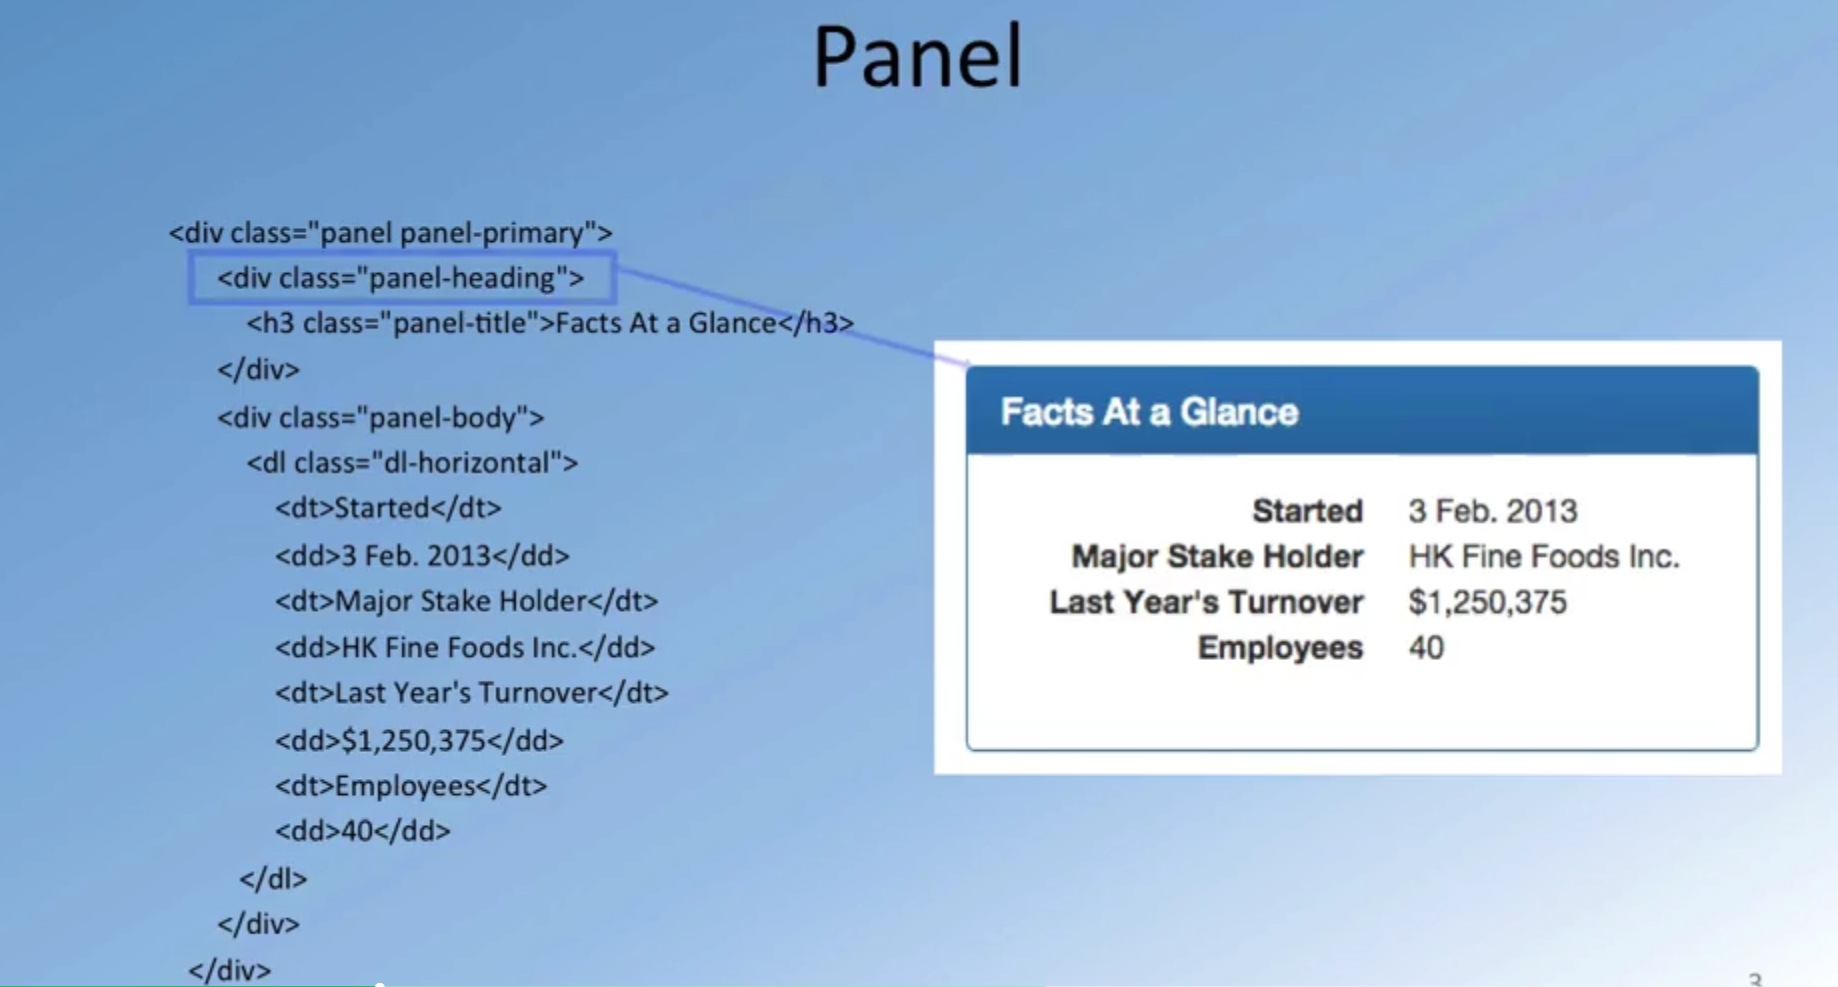 Panel
<div class="panel panel-primary">
<div class="panel-heading">
<h3 class="panel-title">Facts At a Glance</h3>
</div>
<div class="panel-body">
<dl class="dl-horizontal">
<dt>Started</dt>
<dd>3 Feb. 2013</dd>
<dt>Major Stake Holder</dt>
<dd>HK Fine Foods Inc.</dd>
<dt>Last Year's Turnover</dt>
<dd>$1,250,375</dd>
<dt>Employees</dt>
<dd>40</dd>
</dl>
</div>
</div>
Facts At a Glance
Started 3 Feb. 2013
Major Stake Holder HK Fine Foods Inc.
Last Year's Turnover $1,250,375
Employees 40
3